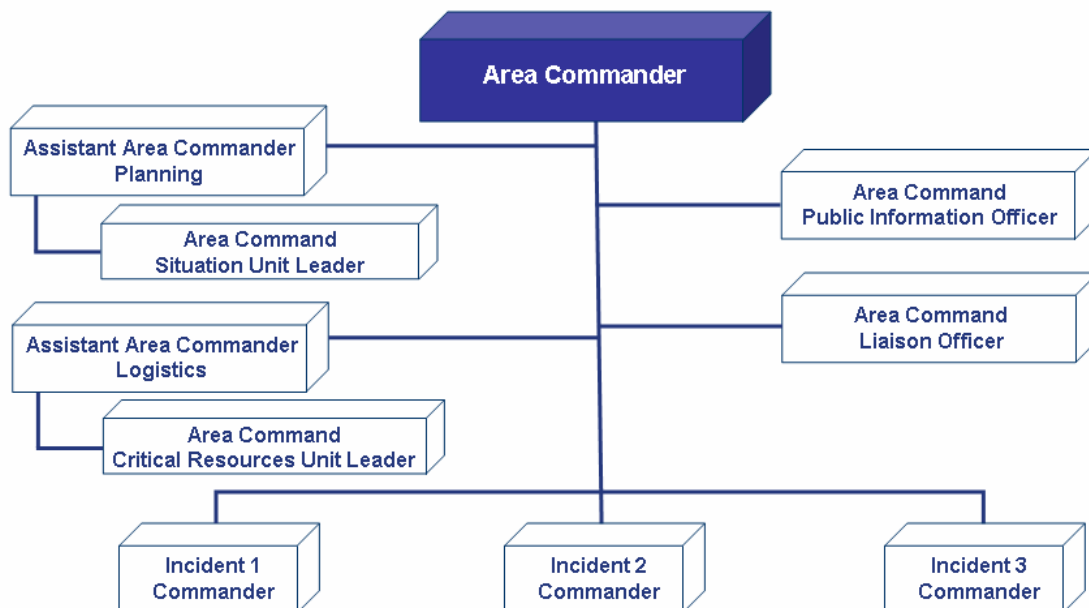 Area Commander
Assistant Area Commander
Planning
Area Command
Situation Unit Leader
Area Command
Public Information Officer
Assistant Area Commander
Logistics
Area Command
Critical Resources Unit Leader
Area Command
Liaison Officer
Incident 1
Commander
Incident 2
Commander
Incident 3
Commander